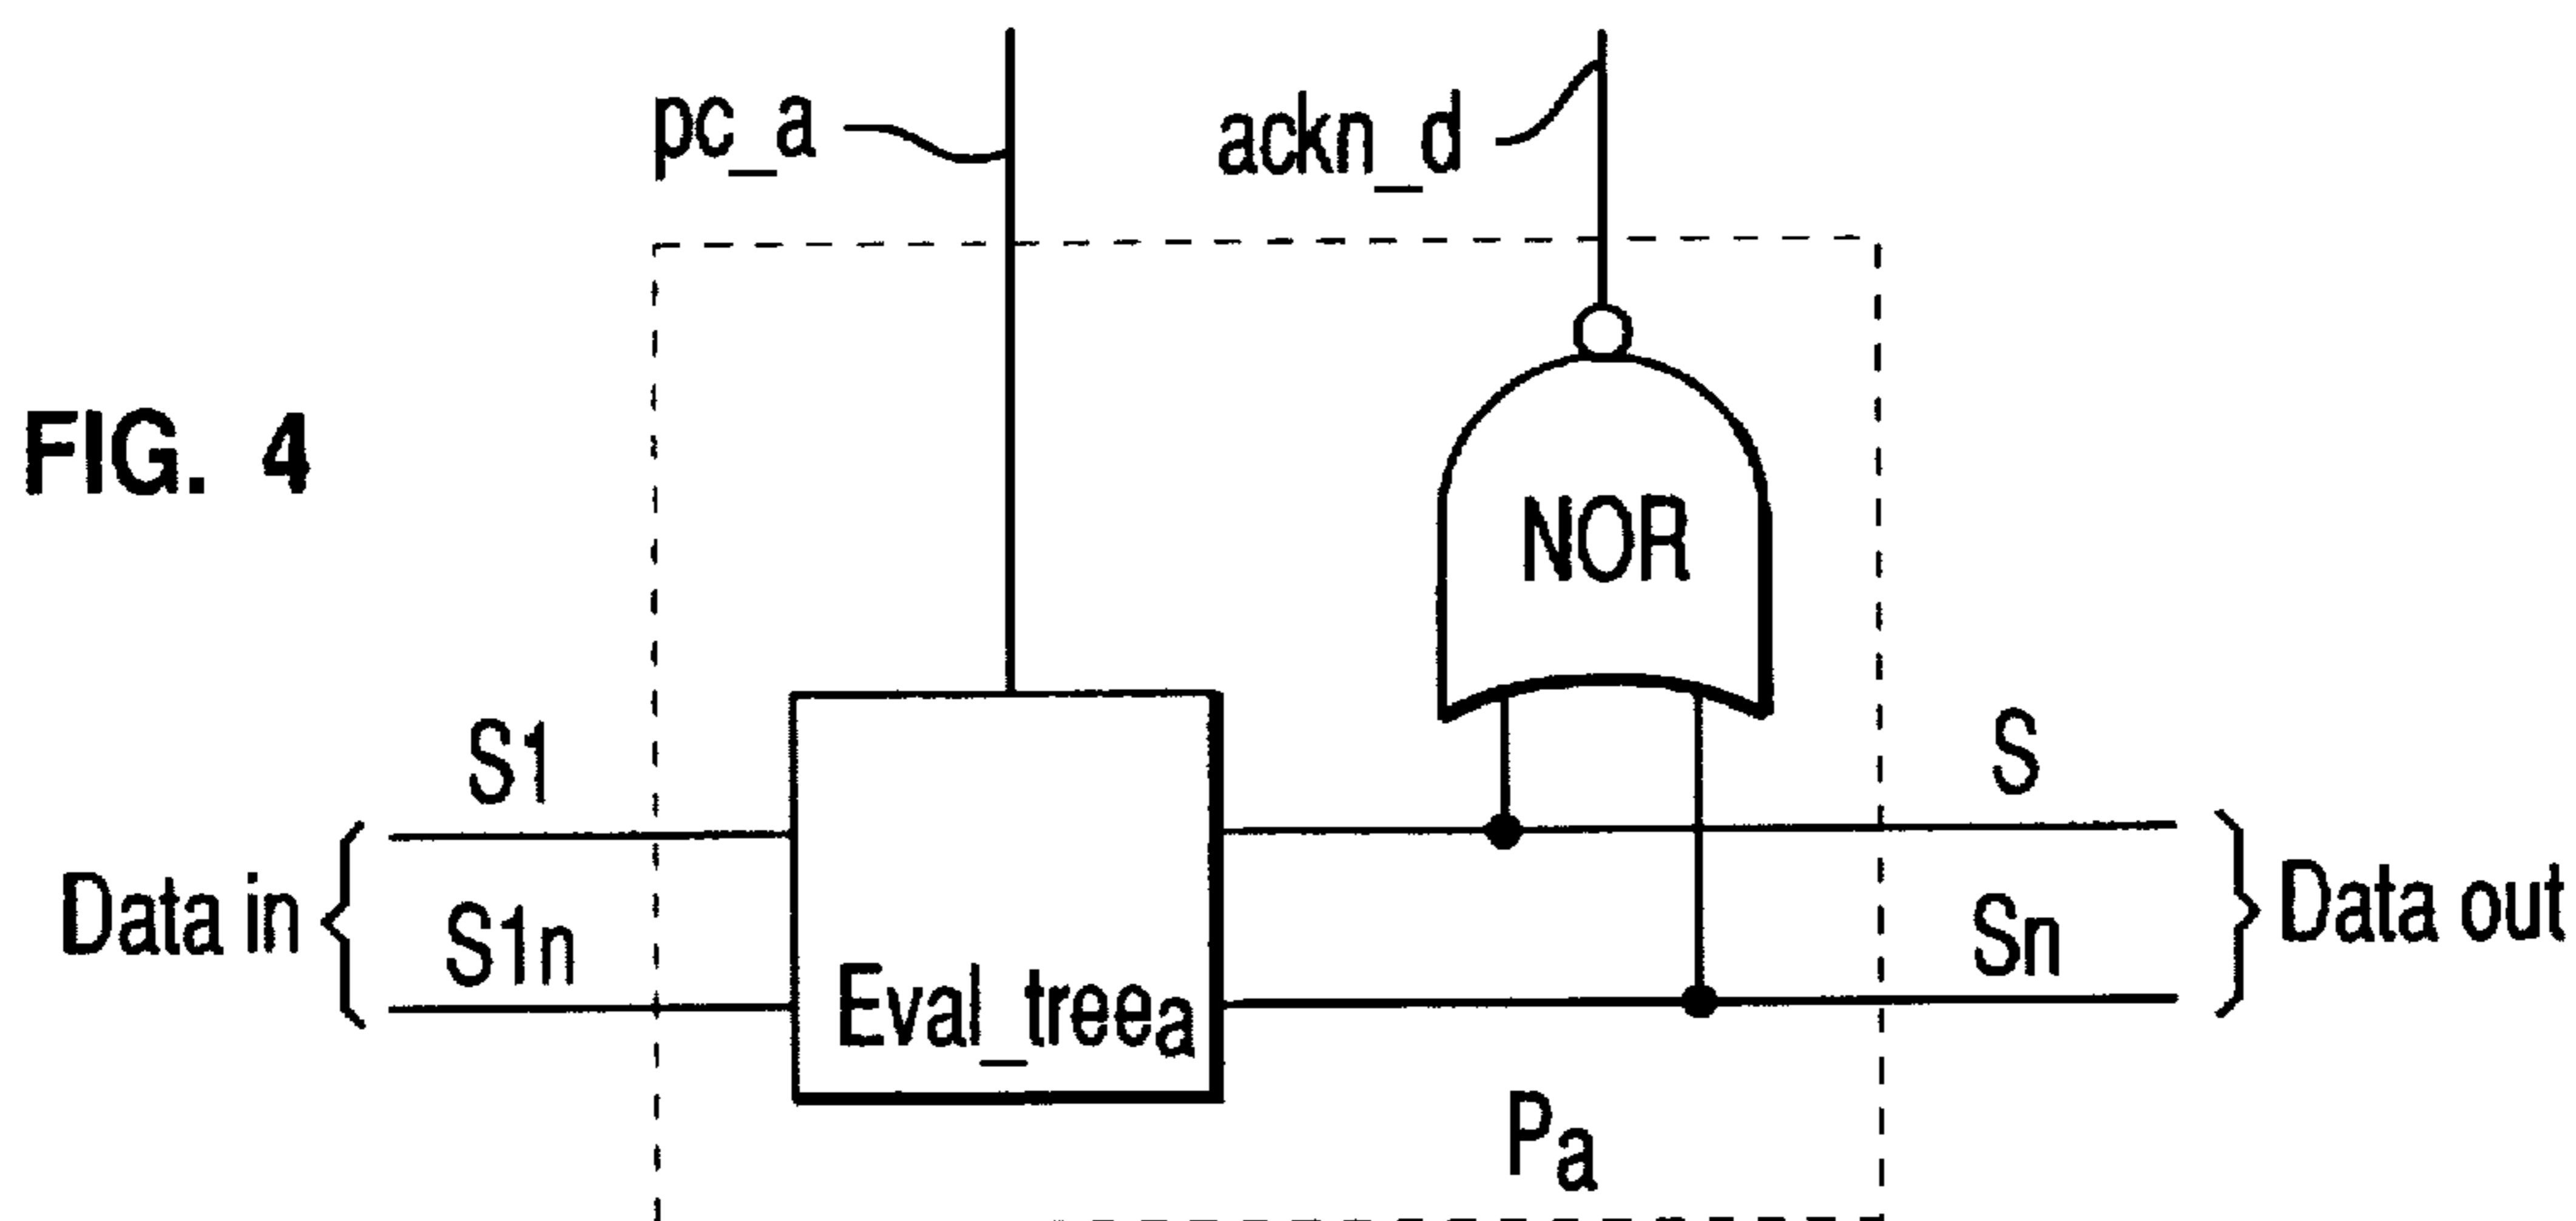 pc_a
ackn_d
FIG. 4
NOR
S1
S
Data in
S1n
Eval_treea
Sn
Data out
Pa